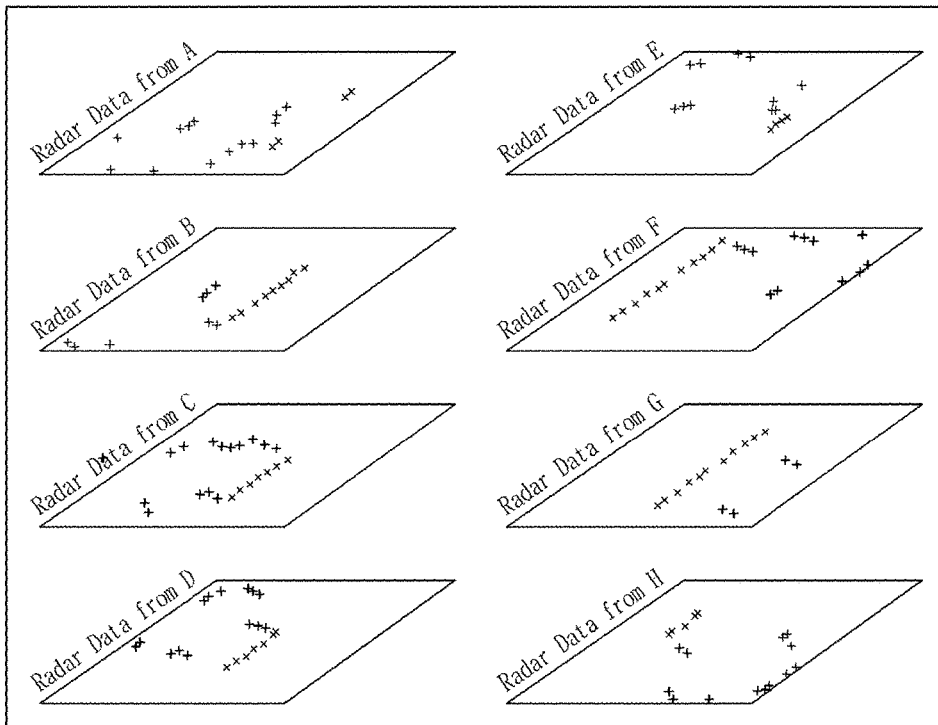 Radar Data from A
Radar Data from B
Radar Data from C
Radar Data from D
Radar Data from E
Radar Data from F
Radar Data from G
Radar Data from H